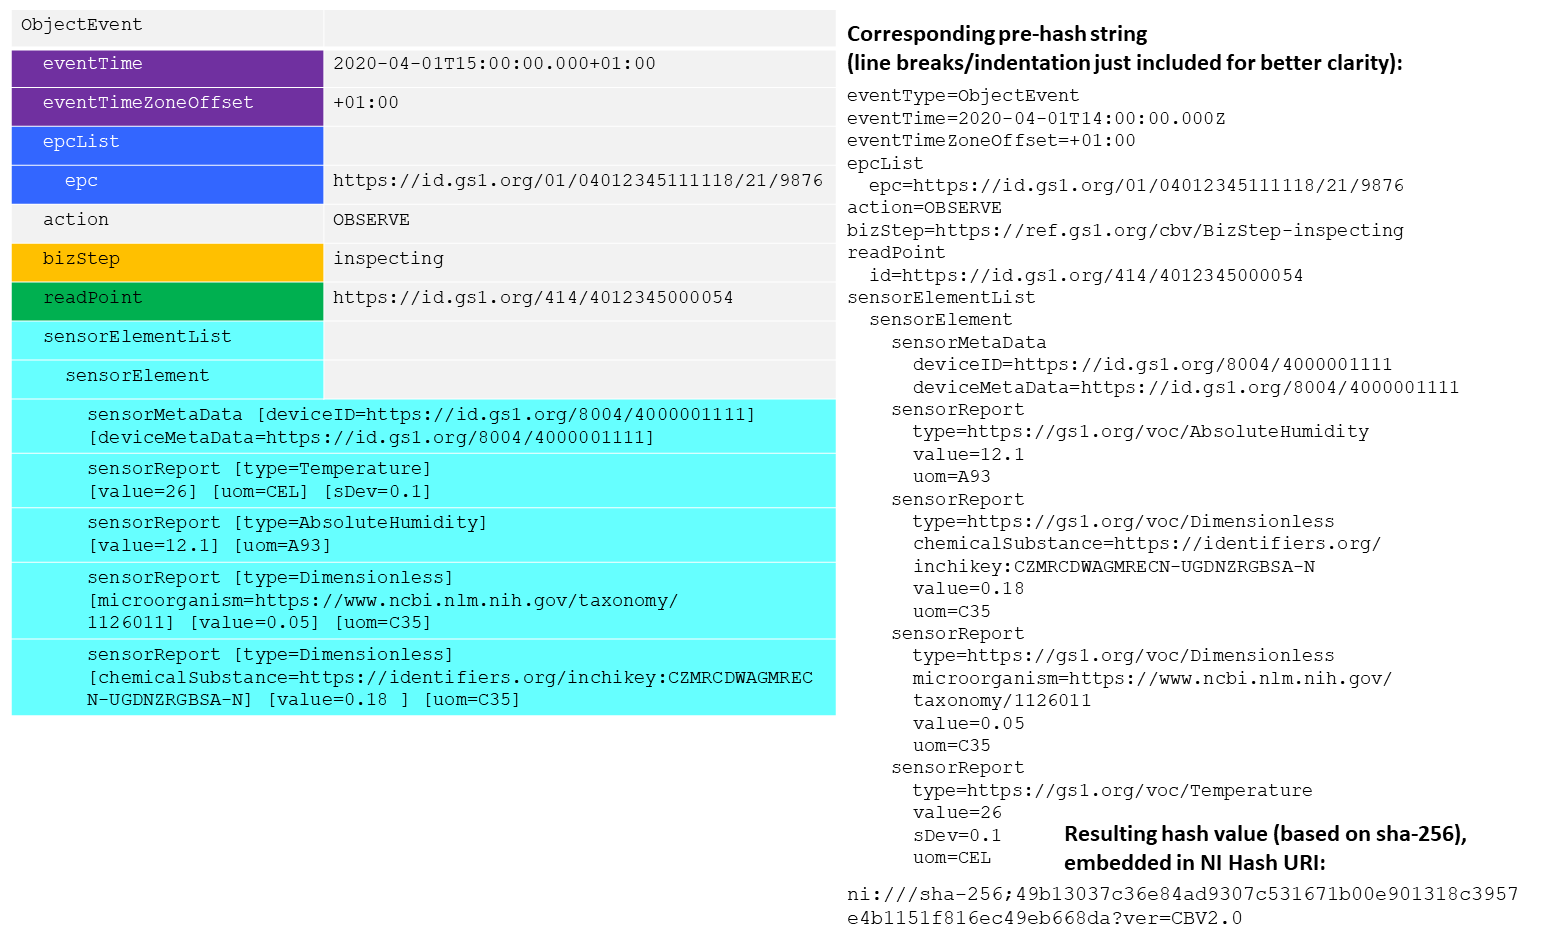 ObjectEvent
eventTime 2020-04-01T15:00:00.000+01:00
eventTimeZoneOffset +01:00
epcList
epc https://id.gs1.org/01/04012345111118/21/9876
action OBSERVE
bizStep inspecting
readPoint https://id.gs1.org/414/4012345000054
sensorElementList
sensorElement
sensorMetaData [deviceID=https://id.gs1.org/8004/4000001111]
[deviceMetaData=https://id.gs1.org/8004/4000001111]
sensorReport [type=Temperature]
[value=26] [uom=CEL] [sDev=0.1]
sensorReport [type=AbsoluteHumidity]
[value=12.1] [uom=A93]
sensorReport [type=Dimensionless]
[microorganism=https://www.ncbi.nlm.nih.gov/taxonomy/
1126011] [value=0.05] [uom=C35]
sensorReport [type=Dimensionless]
[chemicalSubstance=https://identifiers.org/inchikey:CZMRCDWAGMREC
N-UGDNZRGBSA-N] [value=0.18 ] [uom=C35]
Corresponding pre-hash string
(line breaks/indentation just included for better clarity):
eventType=ObjectEvent
eventTime=2020-04-01T14:00:00.000Z
eventTimeZoneOffset=+01:00
epcList
epc=https://id.gs1.org/01/04012345111118/21/9876
action=OBSERVE
bizStep=https://ref.gs1.org/cbv/BizStep-inspecting
readPoint
id=https://id.gs1.org/414/4012345000054
sensorElementList
sensorElement
sensorMetaData
deviceID=https://id.gs1.org/8004/4000001111
deviceMetaData=https://id.gs1.org/8004/4000001111
sensorReport
type=https://gs1.org/voc/AbsoluteHumidity
value=12.1
uom=A93
sensorReport
type=https://gs1.org/voc/Dimensionless
chemicalSubstance=https://identifiers.org/
inchikey:CZMRCDWAGMRECN-UGDNZRGBSA-N
value=0.18
uom=C35
sensorReport
type=https://gs1.org/voc/Dimensionless
microorganism=https://www.ncbi.nlm.nih.gov/
taxonomy/1126011
value=0.05
uom=C35
sensorReport
type=https://gs1.org/voc/Temperature
value=26
sDev=0.1
uom=CEL
Resulting hash value (based on sha-256),
embedded in NI Hash URI:
ni:///sha-256;49b13037c36e84ad9307c531671b00e901318c3957
e4b1151f816ec49eb668da?ver=CBV2.0